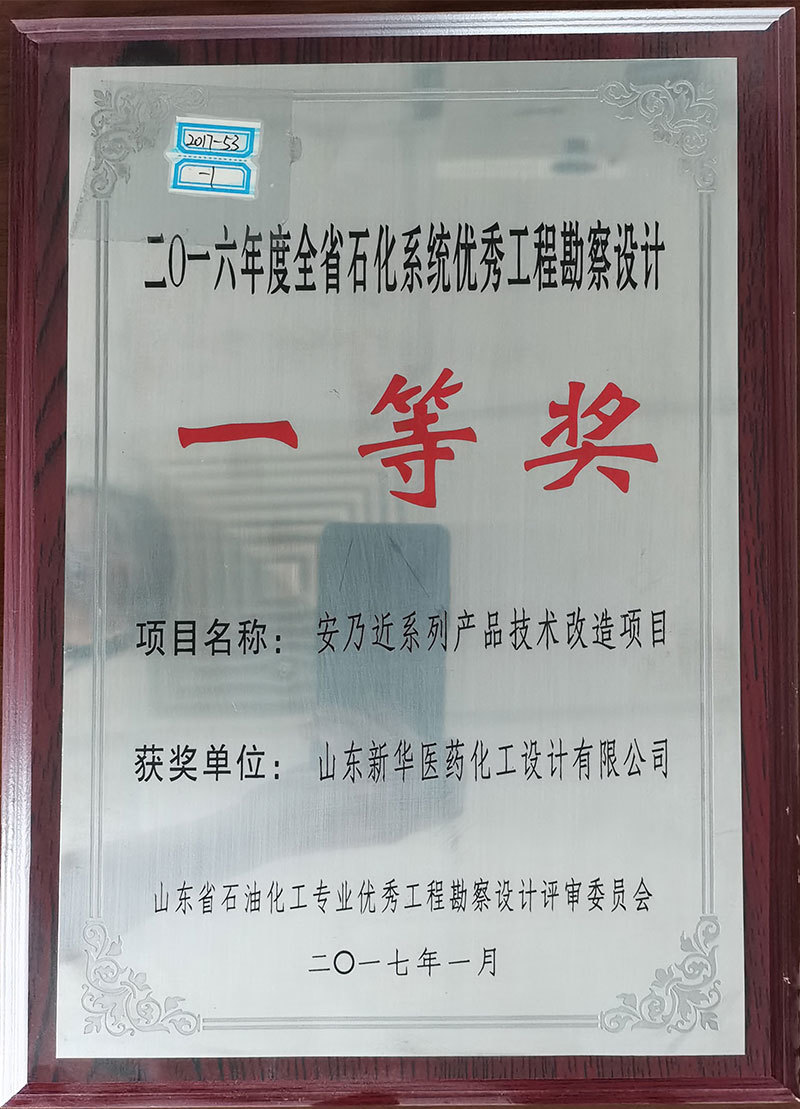 2017-53
-1
二〇一六年度全省石化系统优秀工程勘察设计
一等奖
项目名称：安乃近系列产品技术改造项目
获奖单位：山东新华医药化工设计有限公司
山东省石油化工专业优秀工程勘察设计评审委员会
二〇一七年一月